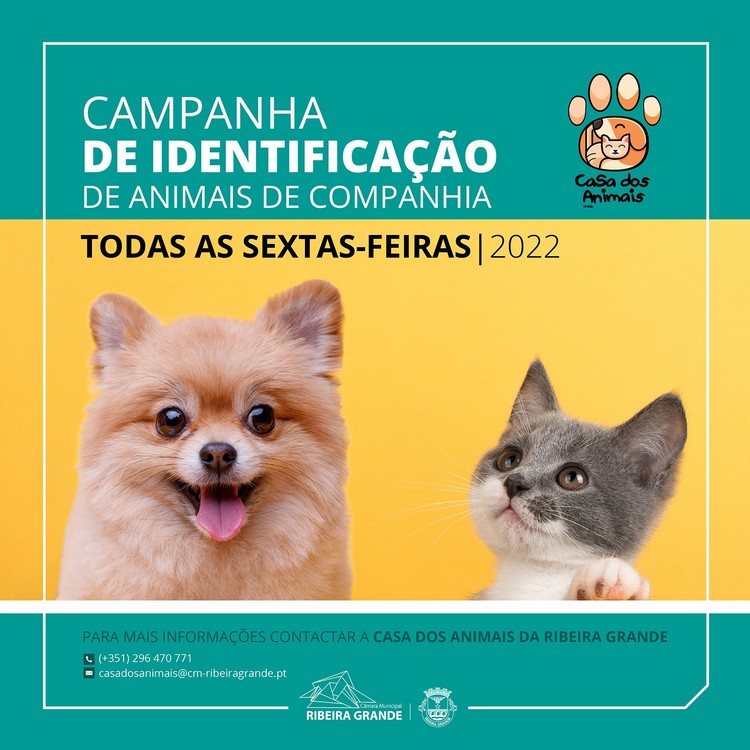 CAMPANHA
DE IDENTIFICAÇÃO
DE ANIMAIS DE COMPANHIA
CaSa dos
Animais
TODAS AS SEXTAS-FEIRAS|2022
PARA MAIS INFORMAÇÕES CONTACTAR A CASA DOS ANIMAIS DA RIBEIRA GRANDE
(+351) 296 470 771
casadosanimais@cm-ribeiragrande.pt
Câmara Municipal
RIBEIRA GRANDE